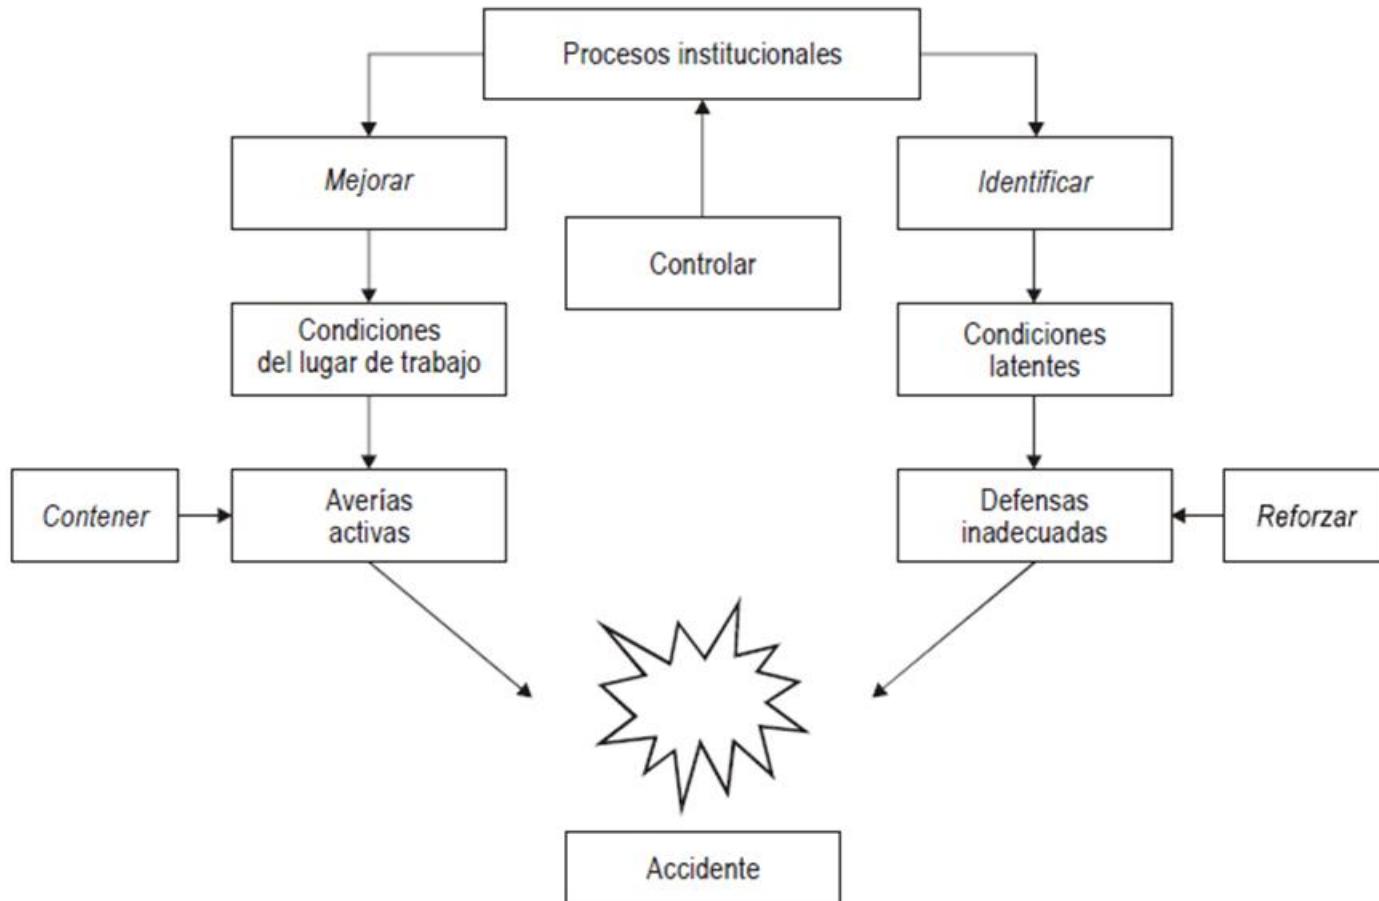 Procesos institucionales
Mejorar
Identificar
Controlar
Condiciones
del lugar de trabajo
Condiciones
latentes
Contener
Averías
activas
Defensas
inadecuadas
Reforzar
Accidente